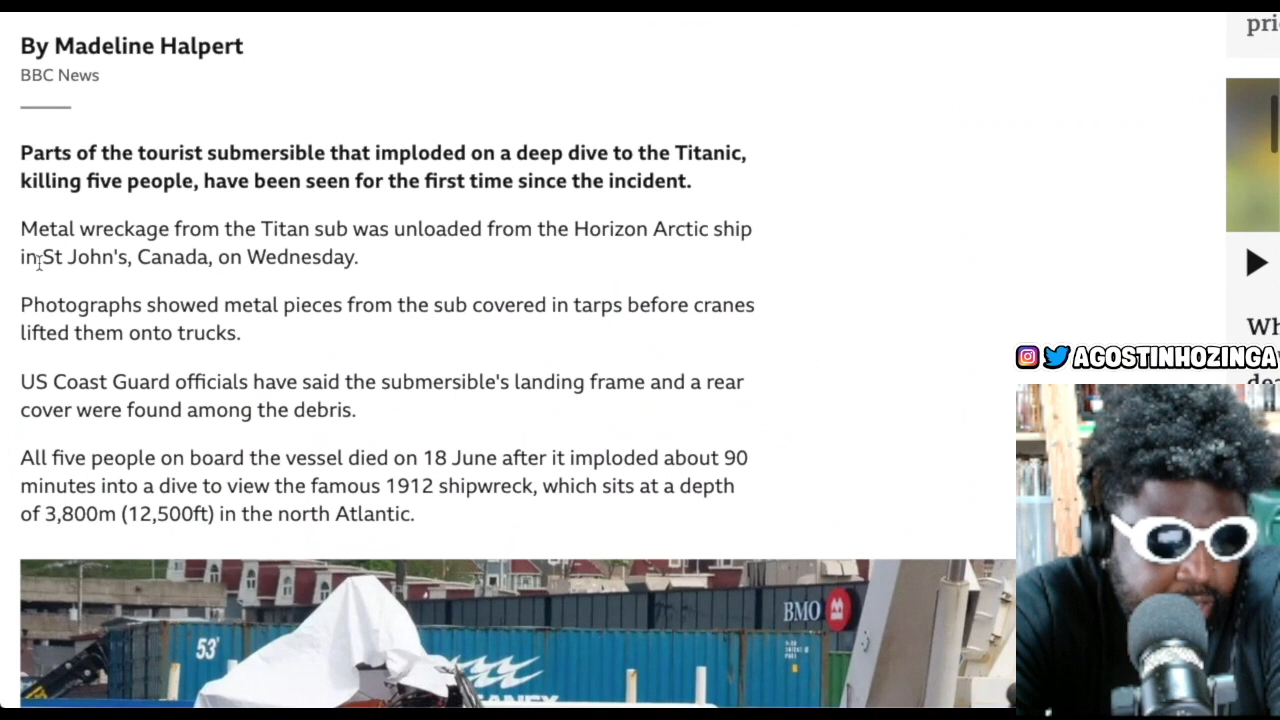 By Madeline Halpert
BBC News
Parts of the tourist submersible that imploded on a deep dive to the Titanic,
killing five people, have been seen for the first time since the incident.
Metal wreckage from the Titan sub was unloaded from the Horizon Arctic ship
in St John's, Canada, on Wednesday.
Photographs showed metal pieces from the sub covered in tarps before cranes
lifted them onto trucks.
US Coast Guard officials have said the submersible's landing frame and a rear
cover were found among the debris.
All five people on board the vessel died on 18 June after it imploded about 90
minutes into a dive to view the famous 1912 shipwreck, which sits at a depth
of 3,800m (12,500ft) in the north Atlantic.
AGOSTINHOZINGA
BMO
53'